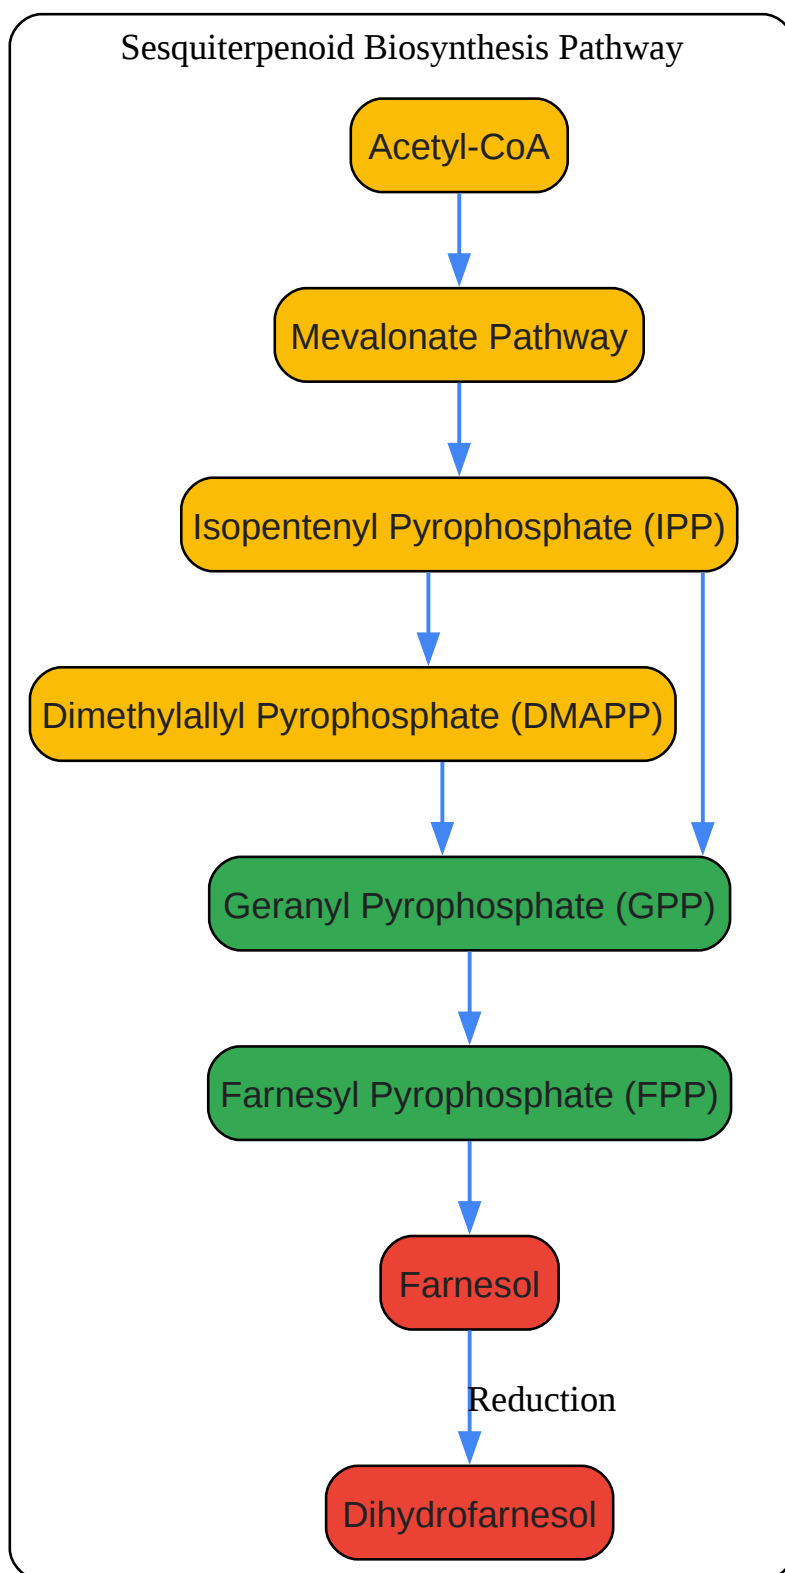 Sesquiterpenoid Biosynthesis Pathway
Acetyl-CoA
Mevalonate Pathway
Isopentenyl Pyrophosphate (IPP)
Dimethylallyl Pyrophosphate (DMAPP)
Geranyl Pyrophosphate (GPP)
Farnesyl Pyrophosphate (FPP)
Farnesol
Reduction
Dihydrofarnesol